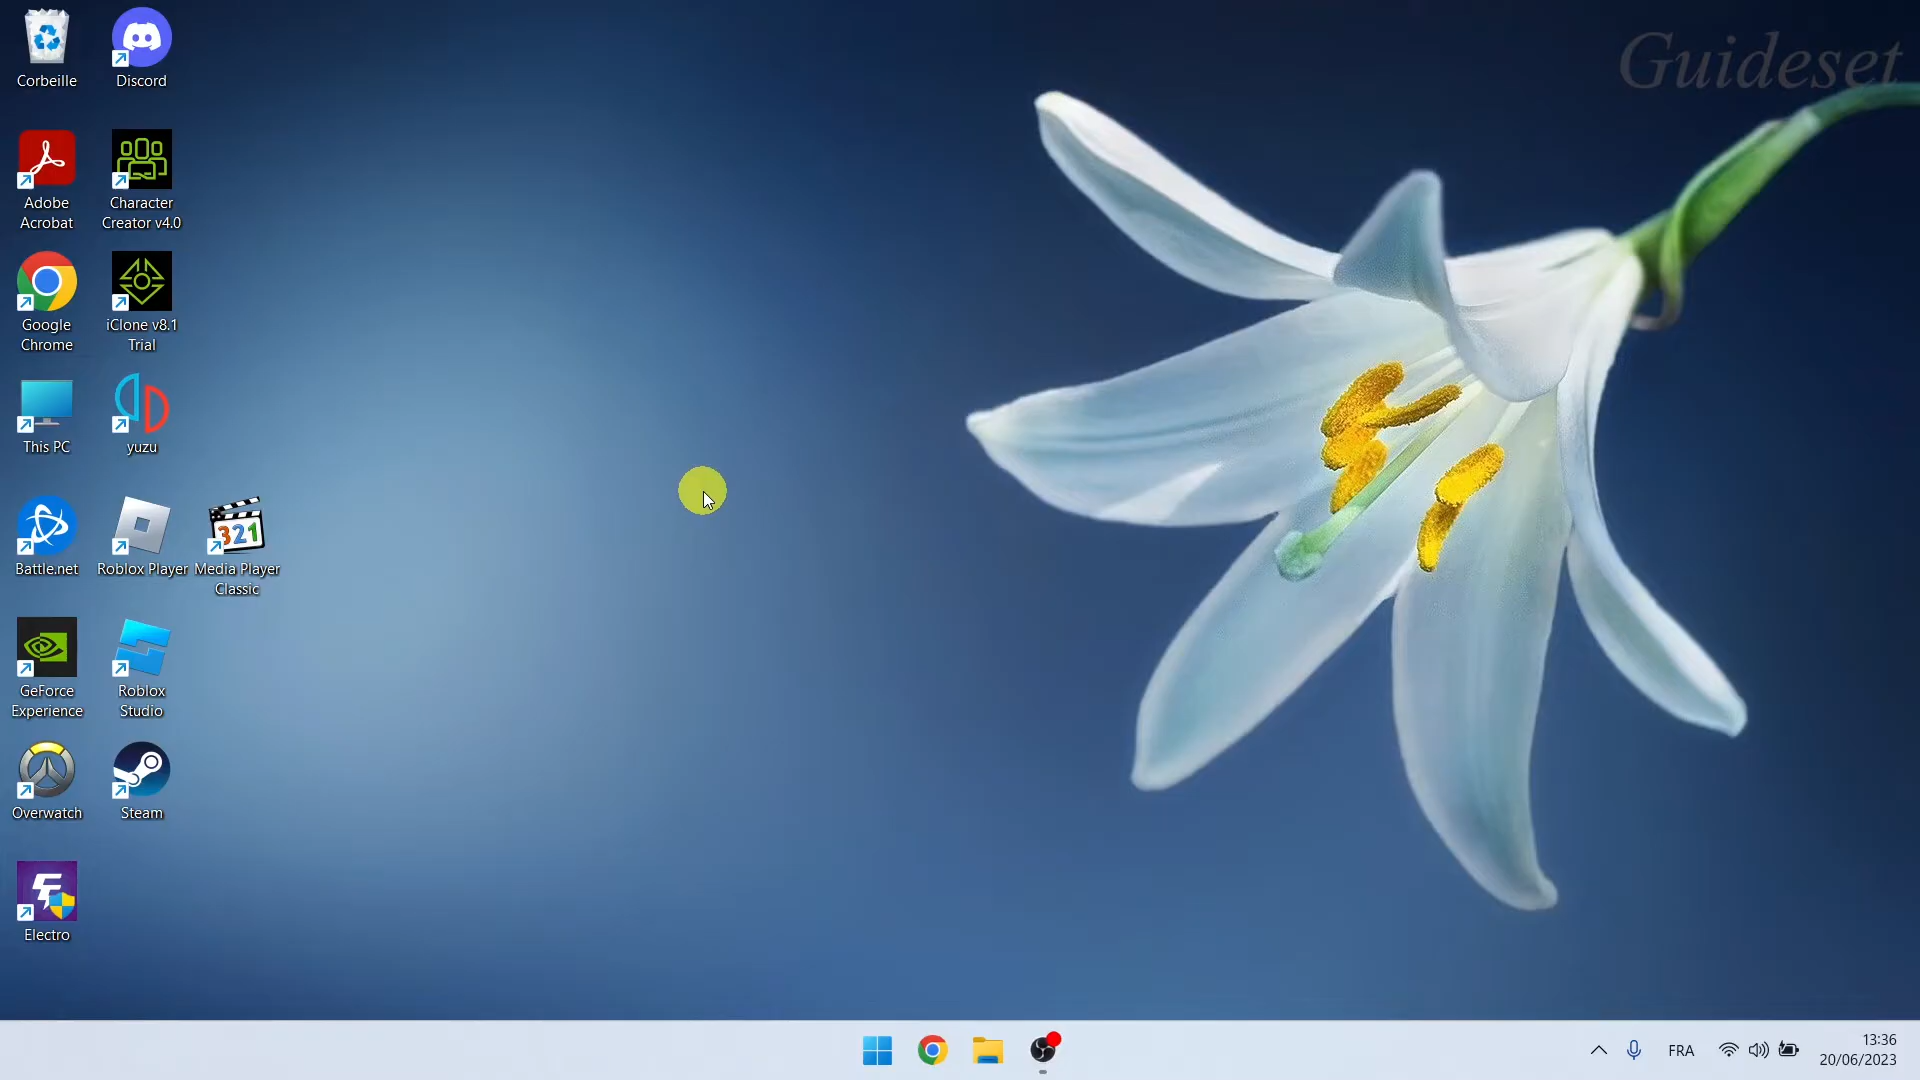 Guideset
Corbeille
Discord
Adobe
Acrobat
Character
Creator v4.0
Google
Chrome
iClone v8.1
Trial
This PC
yuzu
Battle.net
Roblox Player
321
Media Player
Classic
GeForce
Experience
Roblox
Studio
Overwatch
Steam
Electro
FRA
13:36
20/06/2023